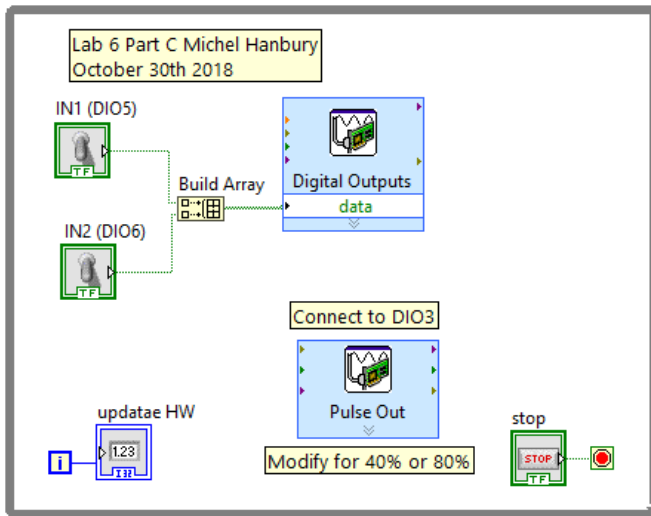 Lab 6 Part C Michel Hanbury
October 30th 2018
IN1 (DIO5)
TF
Build Array
Digital Outputs
data
IN2 (DIO6)
TF
Connect to DIO3
Pulse Out
Modify for 40% or 80%
updatae HW
1.23
I32
i
stop
STOP
TF